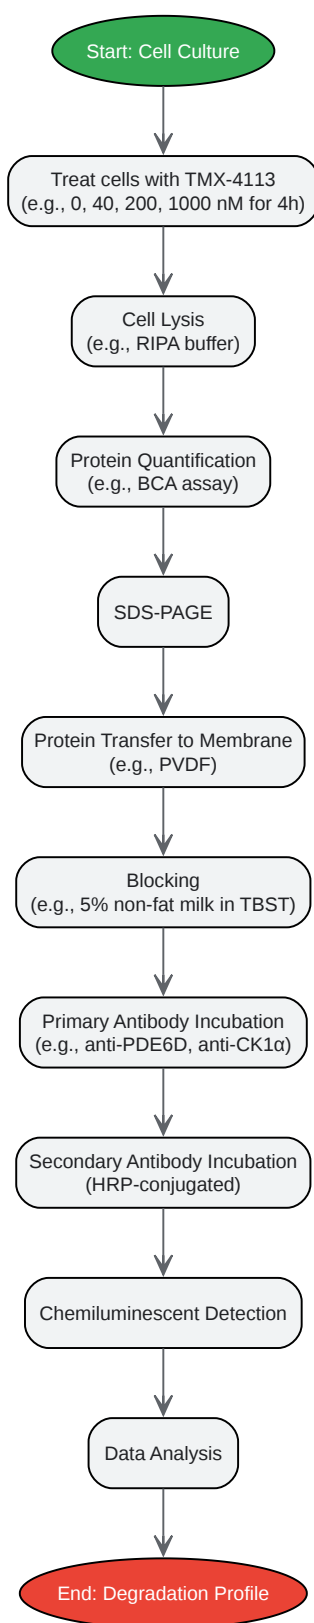 Start: Cell Culture
Treat cells with TMX-4113
(e.g., 0, 40, 200, 1000 nM for 4h)
Cell Lysis
(e.g., RIPA buffer)
Protein Quantification
(e.g., BCA assay)
SDS-PAGE
Protein Transfer to Membrane
(e.g., PVDF)
Blocking
(e.g., 5% non-fat milk in TBST)
Primary Antibody Incubation
(e.g., anti-PDE6D, anti-CK1α)
Secondary Antibody Incubation
(HRP-conjugated)
Chemiluminescent Detection
Data Analysis
End: Degradation Profile